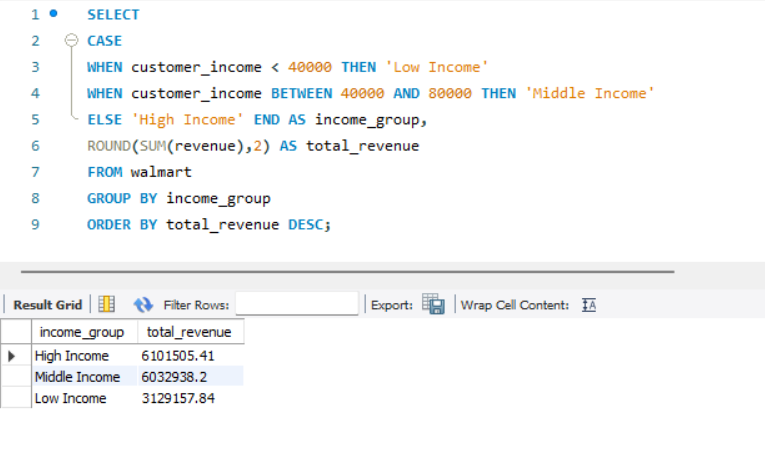 1 SELECT
2 CASE
3 WHEN customer_income < 40000 THEN 'Low Income'
4 WHEN customer_income BETWEEN 40000 AND 80000 THEN 'Middle Income'
5 ELSE 'High Income' END AS income_group,
6 ROUND(SUM(revenue),2) AS total_revenue
7 FROM walmart
8 GROUP BY income_group
9 ORDER BY total_revenue DESC;
Result Grid Filter Rows: Export: Wrap Cell Content: IA
income_group total_revenue
High Income 6101505.41
Middle Income 6032938.2
Low Income 3129157.84